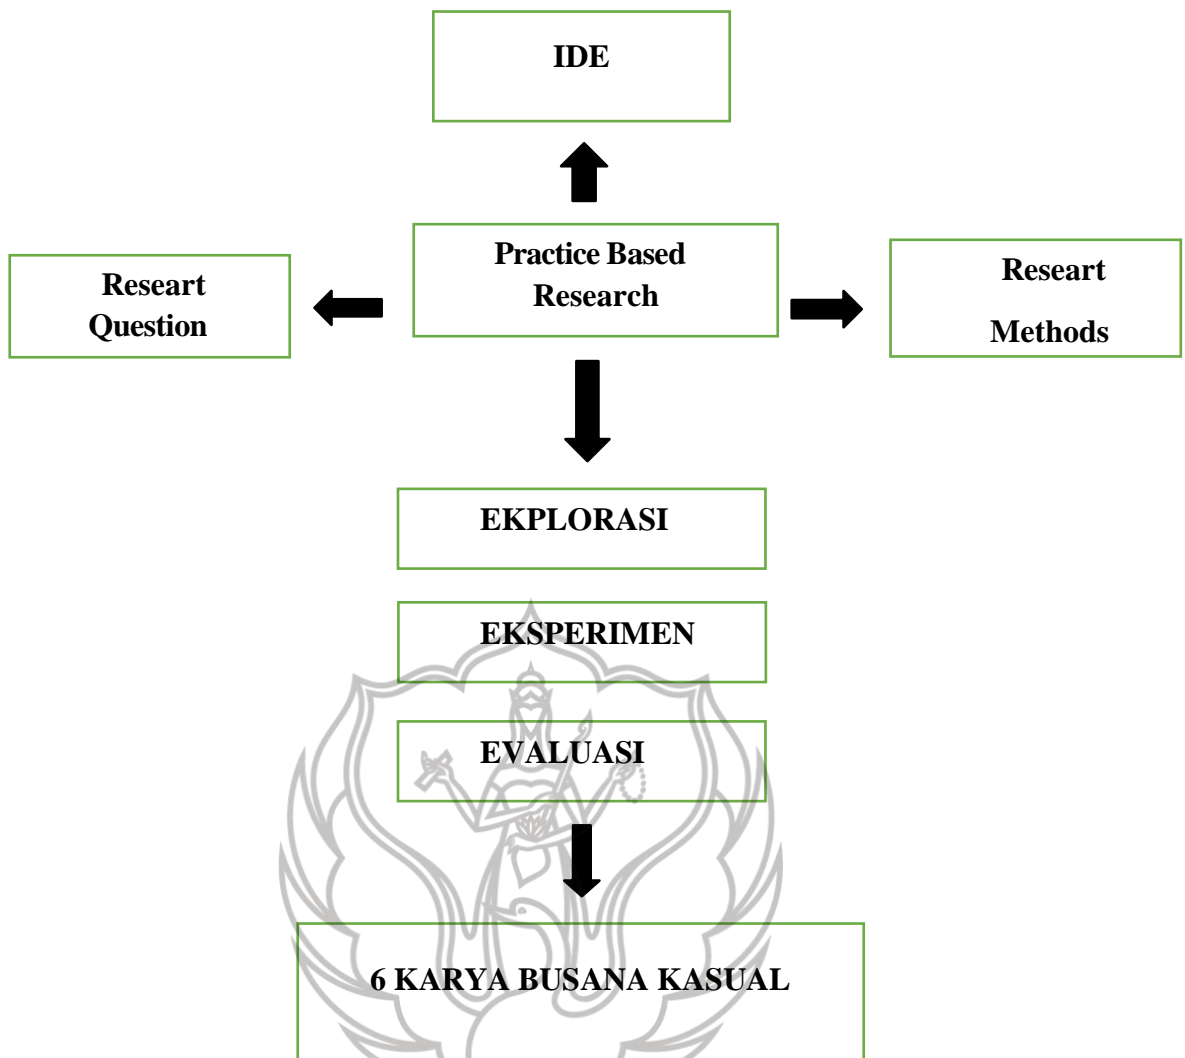 IDE
Practice Based
Research
Researt
Question
Researt
Methods
EKPLORASI
EKSPERIMEN
EVALUASI
6 KARYA BUSANA KASUAL